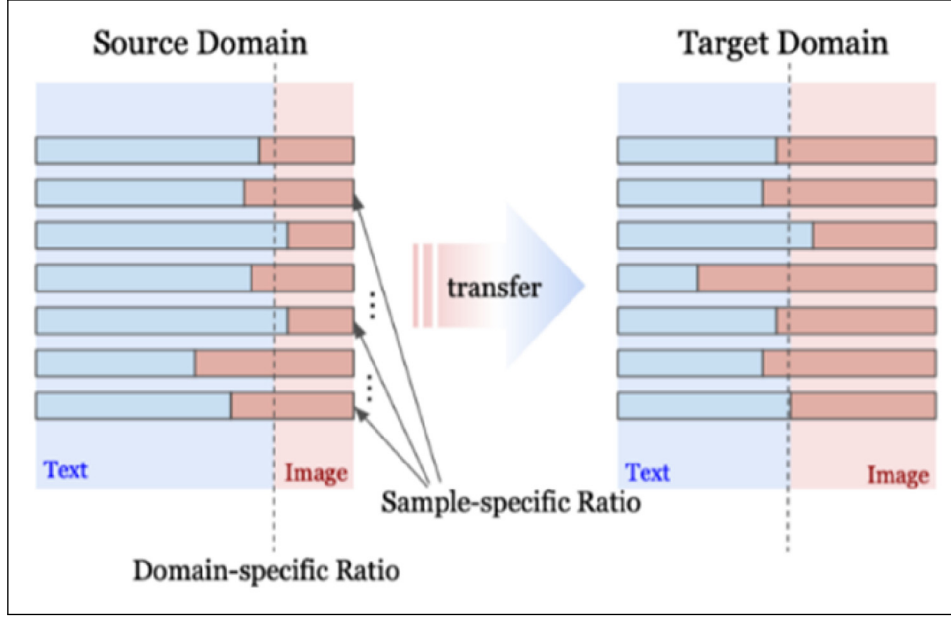 Source Domain
Target Domain
transfer
Text
Image
Text
Image
Sample-specific Ratio
Domain-specific Ratio